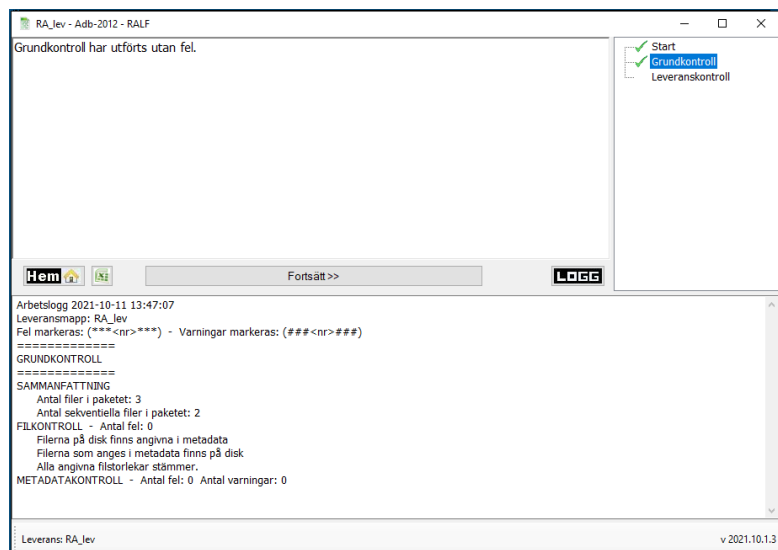 RA_lev - Adb-2012 - RALF
Grundkontroll har utförts utan fel.
Start
Grundkontroll
Leveranskontroll
Hem
Fortsätt >>
LOGG
Arbetslogg 2021-10-11 13:47:07
Leveransmapp: RA_lev
Fel markeras: (***<nr>***) - Varningar markeras: (###<nr>###)
=============
GRUNDKONTROLL
=============
SAMMANFATTNING
Antal filer i paketet: 3
Antal sekventiella filer i paketet: 2
FILKONTROLL - Antal fel: 0
Filerna på disk finns angivna i metadata
Filerna som anges i metadata finns på disk
Alla angivna filstorlekar stämmer.
METADATAKONTROLL - Antal fel: 0 Antal varningar: 0
Leverans: RA_lev
v 2021.10.1.3